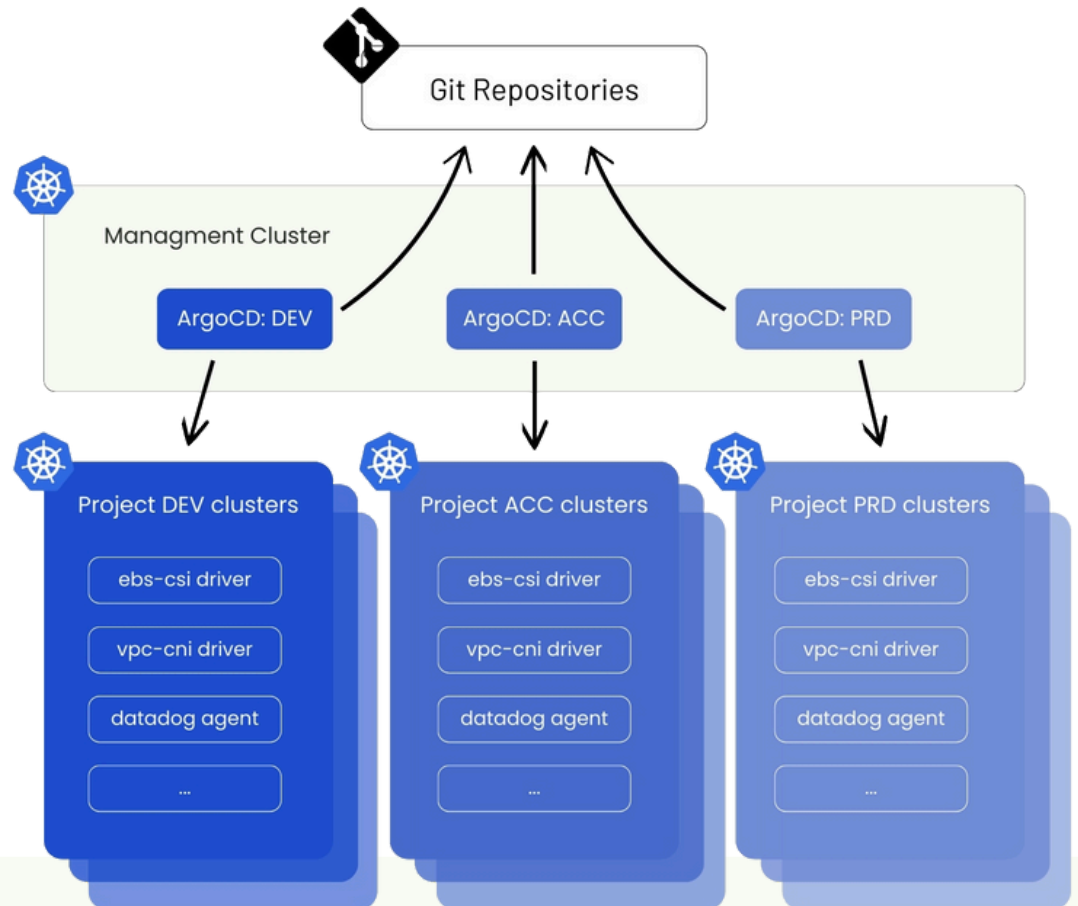 Git Repositories
Managment Cluster
ArgoCD: DEV
ArgoCD: ACC
ArgoCD: PRD
Project DEV clusters
ebs-csi driver
vpc-cni driver
datadog agent
...
Project ACC clusters
ebs-csi driver
vpc-cni driver
datadog agent
...
Project PRD clusters
ebs-csi driver
vpc-cni driver
datadog agent
...